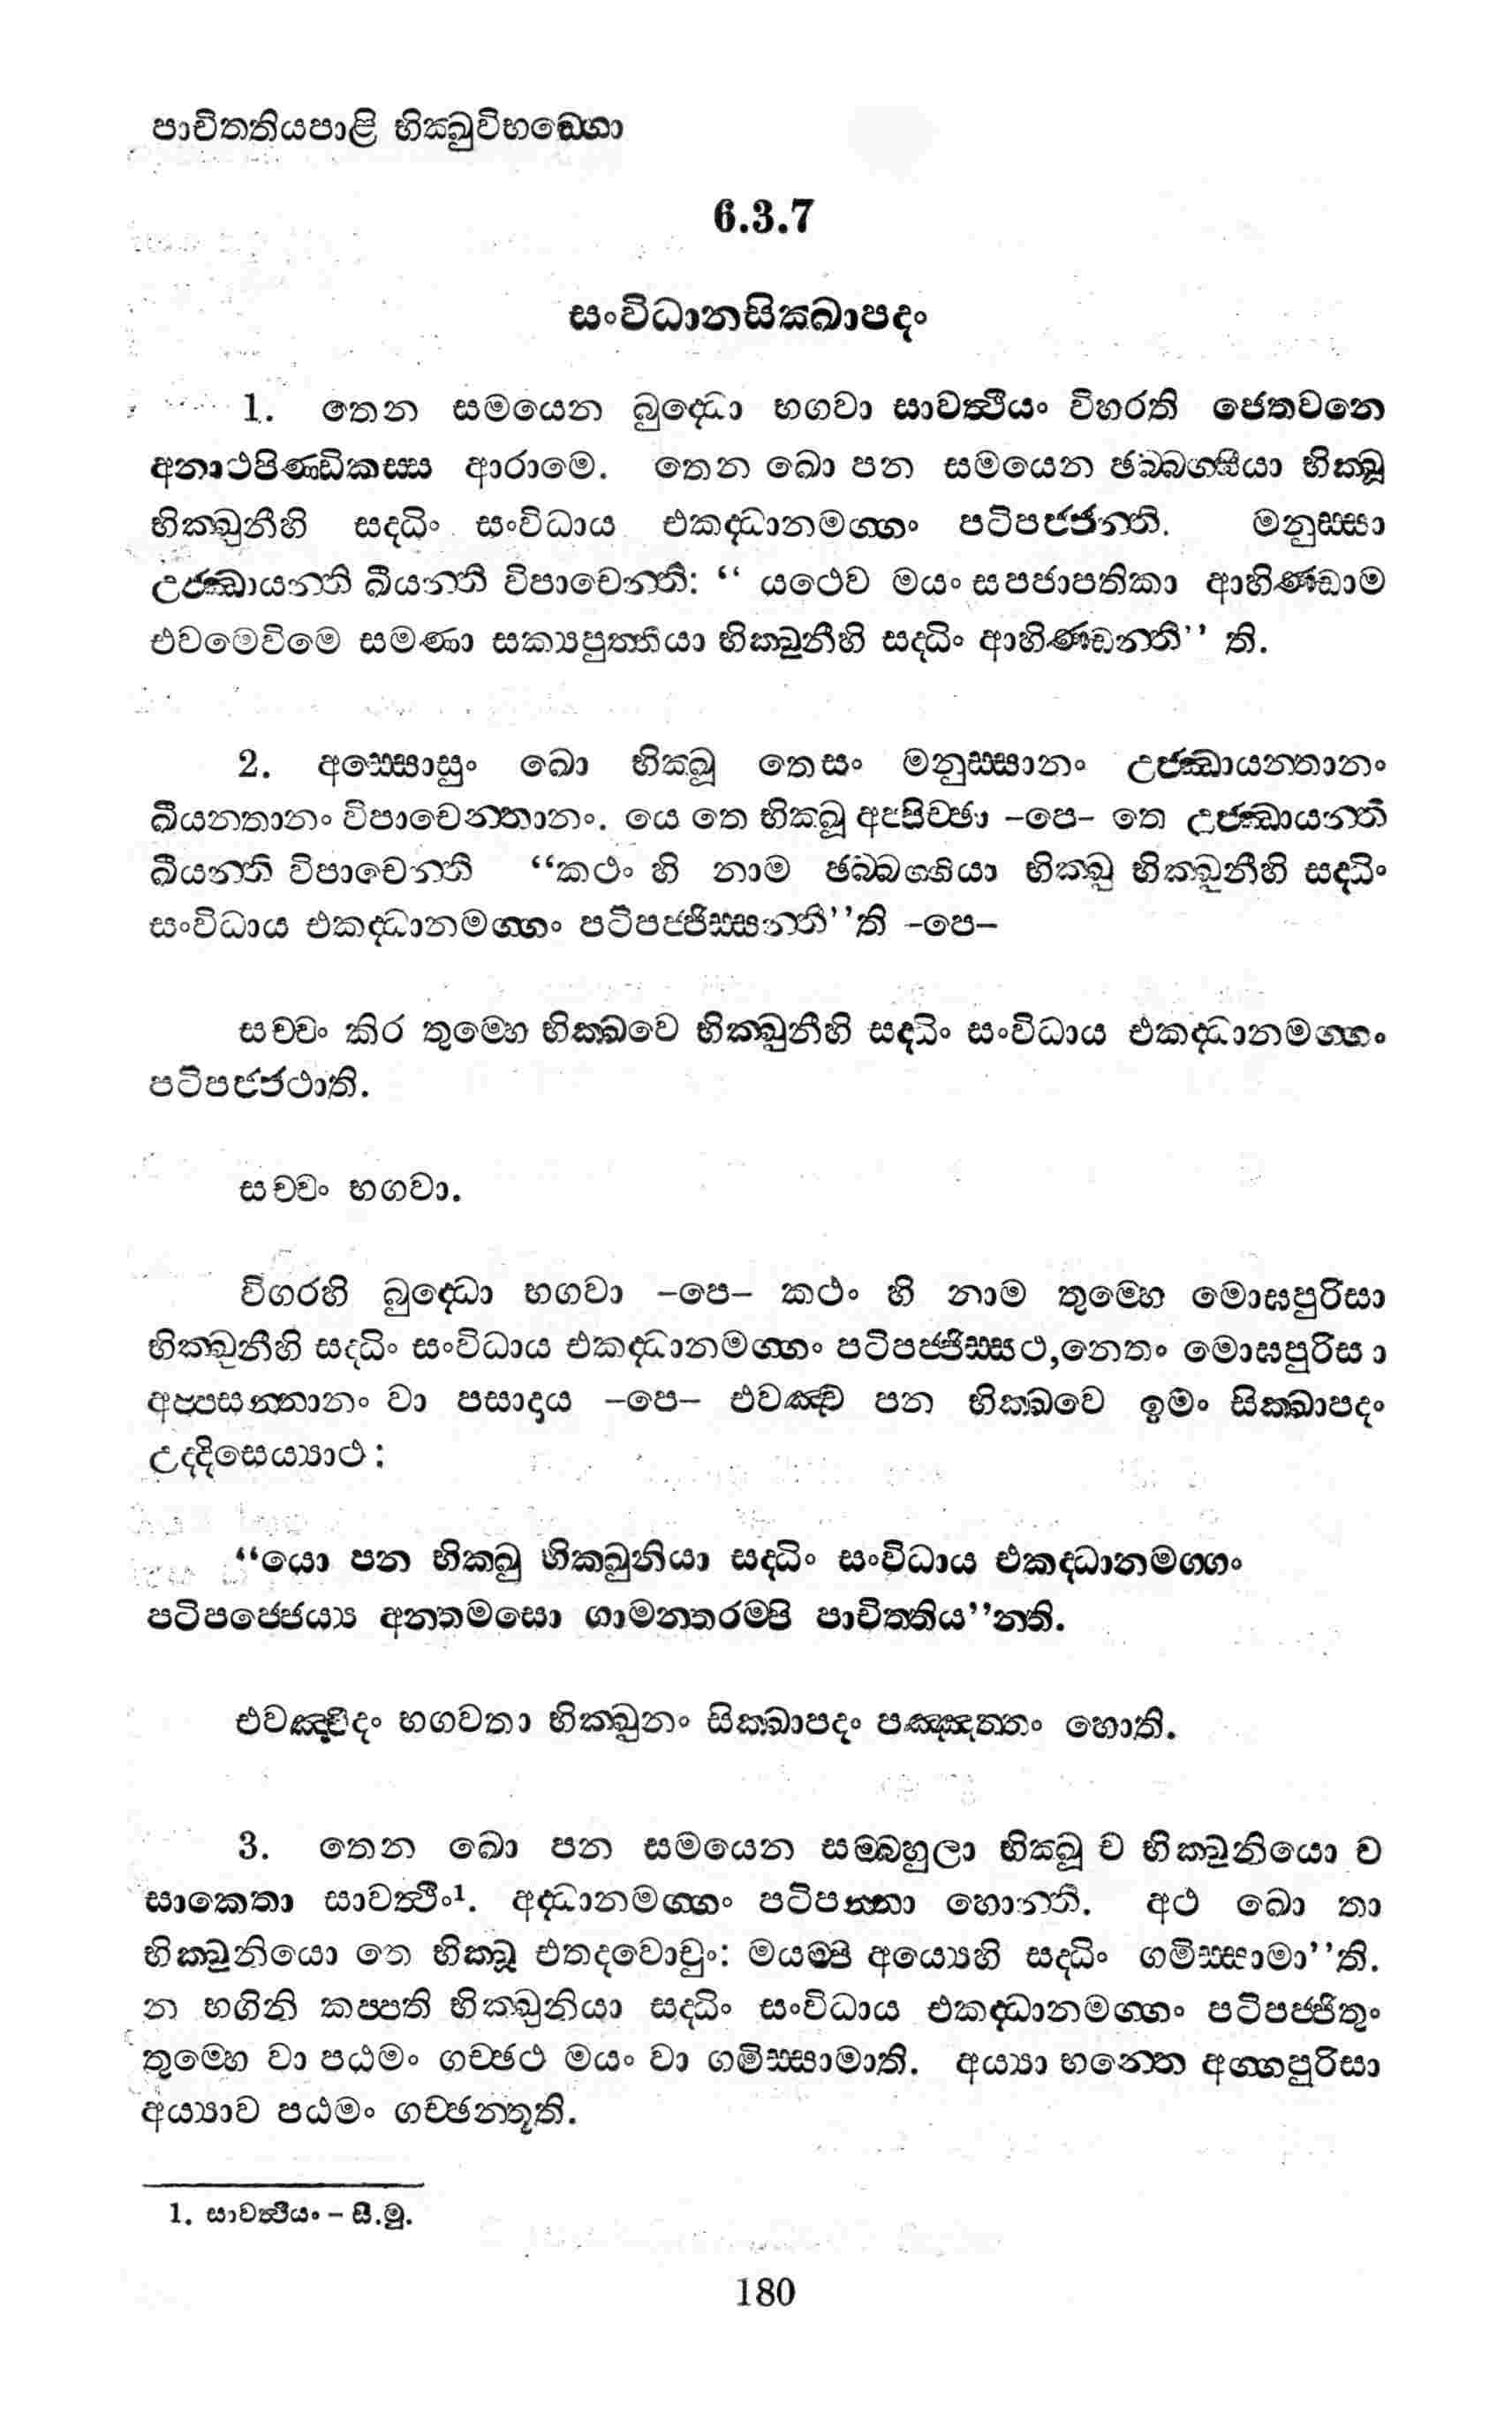 පාචිත්තියපාළි භික්ඛුවිභඞ්ගො
6.3.7
සංවිධානසික්ඛාපදං
1. තෙන සමයෙන බුද්ධො භගවා සාවත්ථියං විහරති ජෙතවනෙ
අනාථපිණ්ඩිකස්ස ආරාමෙ. තෙන ඛො පන සමයෙන ඡබ්බග්ගියා භික්ඛූ
භික්ඛුනීහි සද්ධිං සංවිධාය එකද්ධානමග්ගං පටිපජ්ජන්ති. මනුස්සා
උජ්ඣායන්ති ඛීයන්ති විපාචෙන්ති: “ යථෙව මයං සපජාපතිකා ආහිණ්ඩාම
එවමෙවිමෙ සමණා සක්‍යපුත්තියා භික්ඛුනීහි සද්ධිං ආහිණ්ඩන්ති’’ ති.
2. අස්සොසුං ඛො භික්ඛූ තෙසං මනුස්සානං උජ්ඣායන්තානං
ඛීයන්තානං විපාචෙන්තානං. යෙ තෙ භික්ඛූ අප්පිච්ඡා –පෙ– තෙ උජ්ඣායන්ති
ඛීයන්ති විපාචෙන්ති “කථං හි නාම ඡබ්බග්ගියා භික්ඛු භික්ඛුනීහි සද්ධිං
සංවිධාය එකද්ධානමග්ගං පටිපජ්ජිස්සන්තී’’ති –පෙ–
සච්චං කිර තුම්හෙ භික්ඛවෙ භික්ඛුනීහි සද්ධිං සංවිධාය එකද්ධානමග්ගං
පටිපජ්ජථාති.
සච්චං භගවා.
විගරහි බුද්ධො භගවා –පෙ– කථං හි නාම තුම්හෙ මොඝපුරිසා
භික්ඛුනීහි සද්ධිං සංවිධාය එකද්ධානමග්ගං පටිපජ්ජිස්සථ,නෙතං මොඝපුරිසා
අප්පසන්නානං වා පසාදාය –පෙ– එවඤ්ච පන භික්ඛවෙ ඉමං සික්ඛාපදං
උද්දිසෙය්‍යාථ:
“යො පන භික්ඛු භික්ඛුනියා සද්ධිං සංවිධාය එකද්ධානමග්ගං
පටිපජ්ජෙය්‍ය අන්තමසො ගාමන්තරම්පි පාචිත්තිය’’න්ති.
එවඤ්චිදං භගවතා භික්ඛුනං සික්ඛාපදං පඤ්ඤත්තං හොති.
3. තෙන ඛො පන සමයෙන සම්බහුලා භික්ඛූ ච භික්ඛුනියො ච
සාකෙතා සාවත්ථිං¹. අද්ධානමග්ගං පටිපන්නා හොන්ති. අථ ඛො තා
භික්ඛුනියො තෙ භික්ඛූ එතදවොචුං: මයම්පි අය්‍යෙහි සද්ධිං ගමිස්සාමා’’ති.
න භගිනි කප්පති භික්ඛුනියා සද්ධිං සංවිධාය එකද්ධානමග්ගං පටිපජ්ජිතුං
තුම්හෙ වා පඨමං ගච්ඡථ මයං වා ගමිස්සාමාති. අය්‍යා භන්තෙ අග්ගපුරිසා
අය්‍යාව පඨමං ගච්ඡන්තූති.
1. සාවත්ථියං – සී.මු.
180